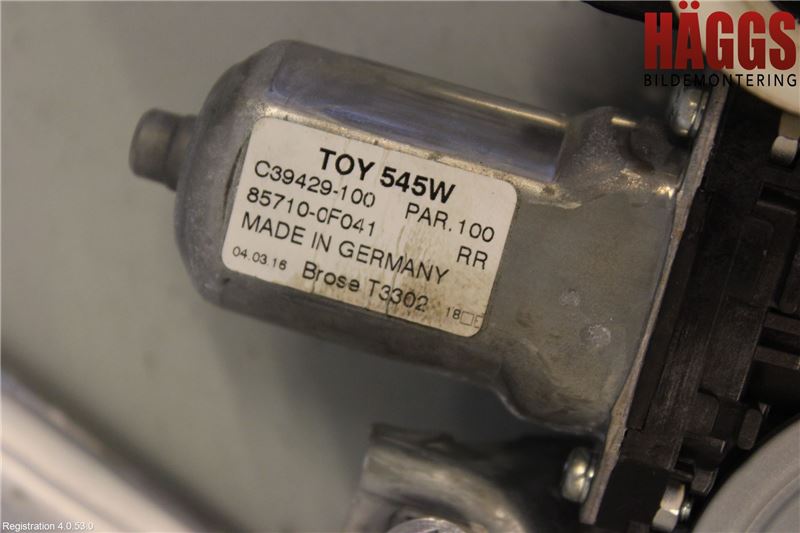 HÄGGS
BILDEMONTERING
TOY 545W
C39429-100 PAR. 100
85710-0F041 RR
MADE IN GERMANY
04.03.16 Brose T3302 18
Registration 4.0.53.0